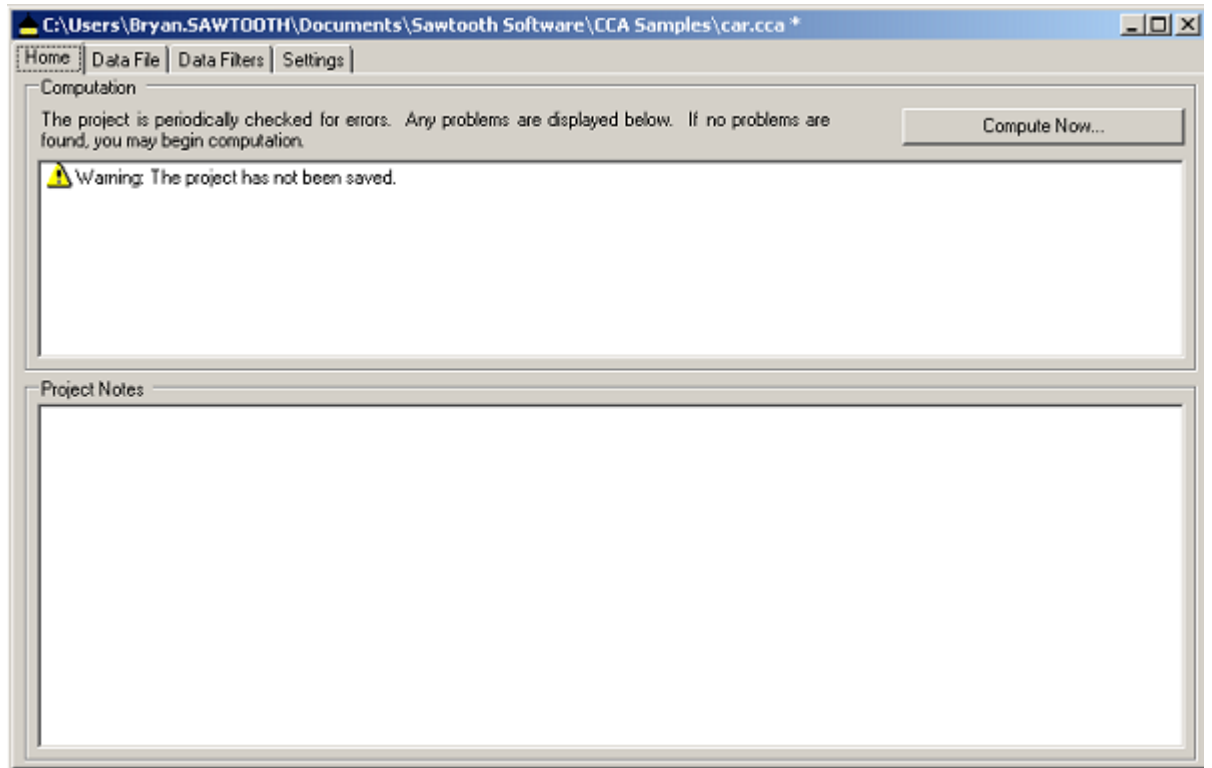 C:\Users\Bryan.SAWTOOTH\Documents\Sawtooth Software\CCA Samples\car.cca *
Home Data File Data Filters Settings
Computation
The project is periodically checked for errors. Any problems are displayed below. If no problems are
found, you may begin computation.
Compute Now...
Warning: The project has not been saved.
Project Notes